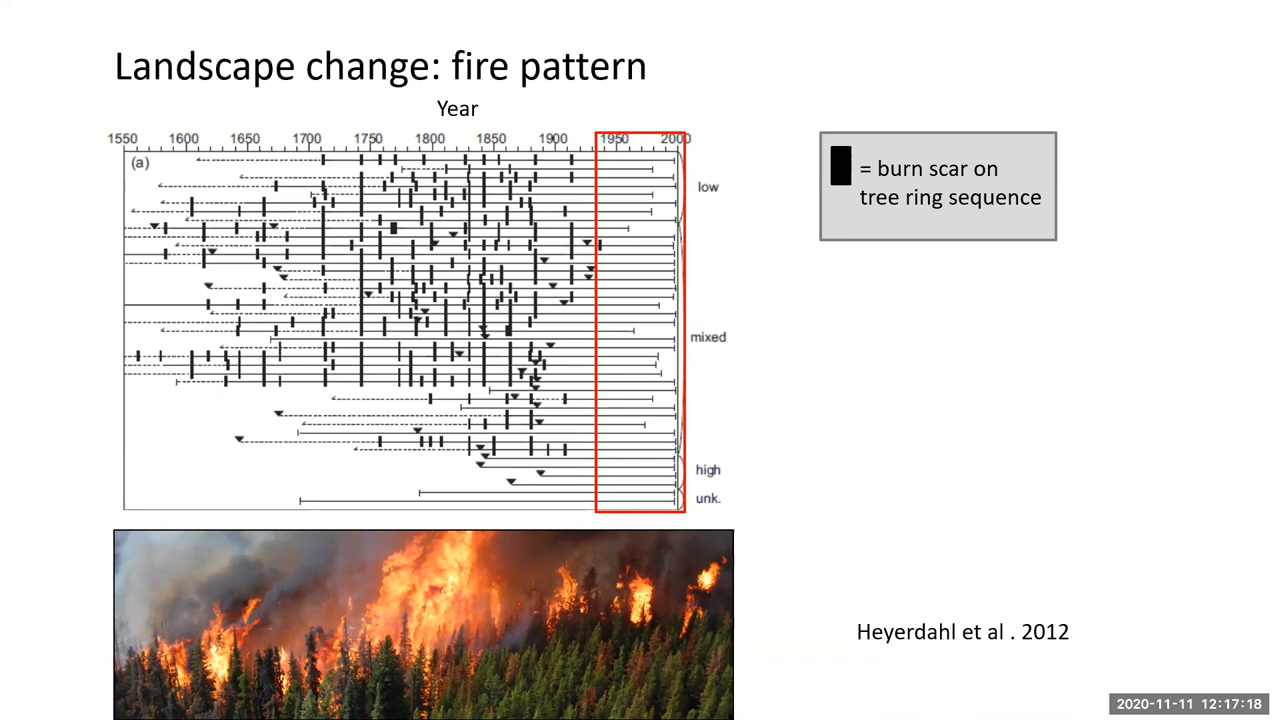 Landscape change: fire pattern
Year
1550 1600 1650 1700 1750 1800 1850 1900 1950 2000
(a)
low
mixed
high
unk.
= burn scar on
tree ring sequence
Heyerdahl et al . 2012
2020-11-11 12:17:18